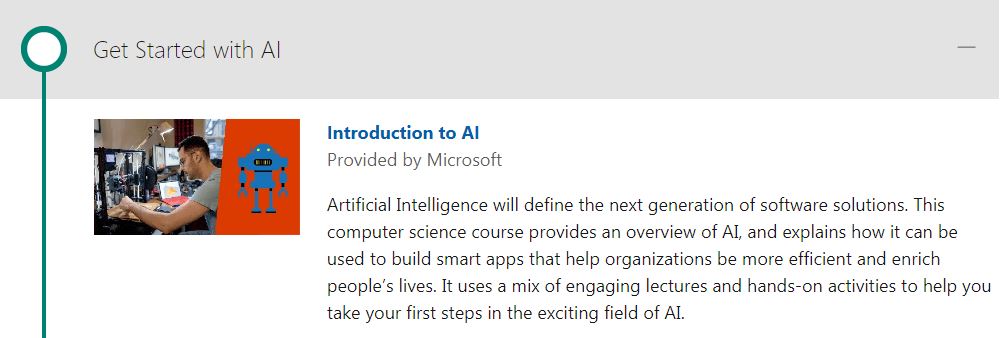 Get Started with AI
Introduction to AI
Provided by Microsoft
Artificial Intelligence will define the next generation of software solutions. This
computer science course provides an overview of AI, and explains how it can be
used to build smart apps that help organizations be more efficient and enrich
people’s lives. It uses a mix of engaging lectures and hands-on activities to help you
take your first steps in the exciting field of AI.